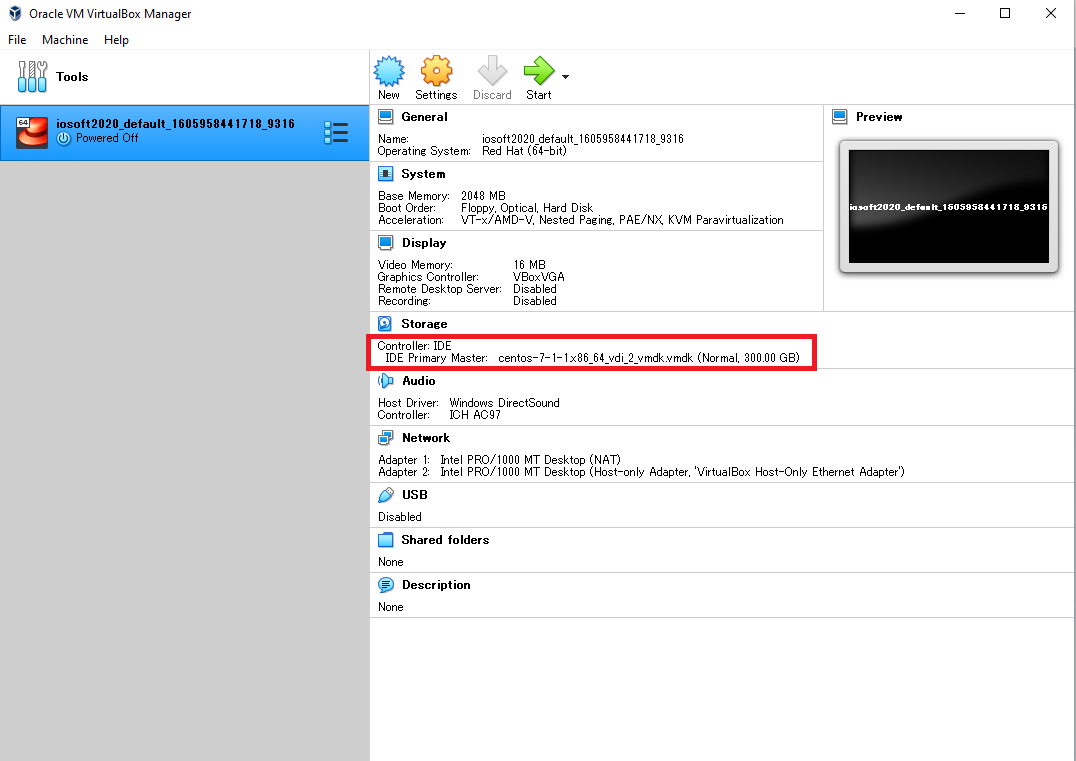 Oracle VM VirtualBox Manager
File Machine Help
Tools
New Settings Discard Start
64
iosoft2020_default_1605958441718_9316
Powered Off
General
Name: iosoft2020_default_1605958441718_9316
Operating System: Red Hat (64-bit)
Preview
iosoft2020_default_1605958441718_9316
System
Base Memory: 2048 MB
Boot Order: Floppy, Optical, Hard Disk
Acceleration: VT-x/AMD-V, Nested Paging, PAE/NX, KVM Paravirtualization
Display
Video Memory: 16 MB
Graphics Controller: VBoxVGA
Remote Desktop Server: Disabled
Recording: Disabled
Storage
Controller: IDE
IDE Primary Master: centos-7-1-1.x86_64_vdi_2_vmdk.vmdk (Normal, 300.00 GB)
Audio
Host Driver: Windows DirectSound
Controller: ICH AC97
Network
Adapter 1: Intel PRO/1000 MT Desktop (NAT)
Adapter 2: Intel PRO/1000 MT Desktop (Host-only Adapter, 'VirtualBox Host-Only Ethernet Adapter')
USB
Disabled
Shared folders
None
Description
None